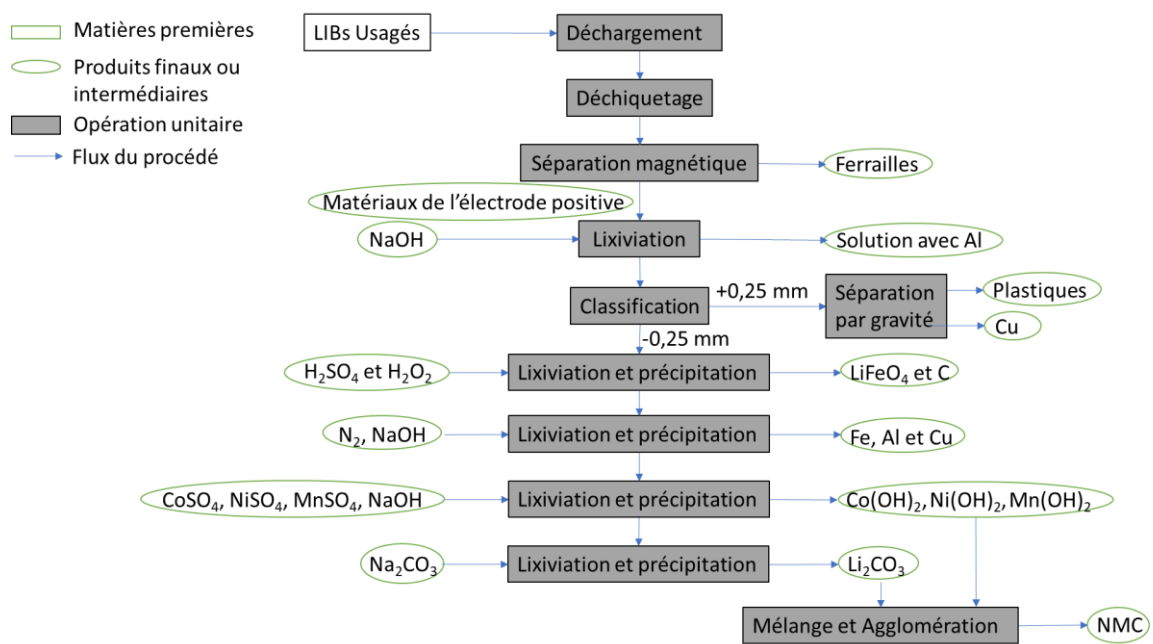 Matières premières
Produits finaux ou
intermédiaires
Opération unitaire
Flux du procédé
LIBs Usagés
Déchargement
Déchiquetage
Séparation magnétique
Ferrailles
Matériaux de l'électrode positive
NaOH
Lixiviation
Solution avec Al
Classification
+0,25 mm
Séparation
par gravité
Plastiques
Cu
-0,25 mm
H₂SO₄ et H₂O₂
Lixiviation et précipitation
LiFeO₄ et C
N₂, NaOH
Lixiviation et précipitation
Fe, Al et Cu
CoSO₄, NiSO₄, MnSO₄, NaOH
Lixiviation et précipitation
Co(OH)₂, Ni(OH)₂, Mn(OH)₂
Na₂CO₃
Lixiviation et précipitation
Li₂CO₃
Mélange et Agglomération
NMC